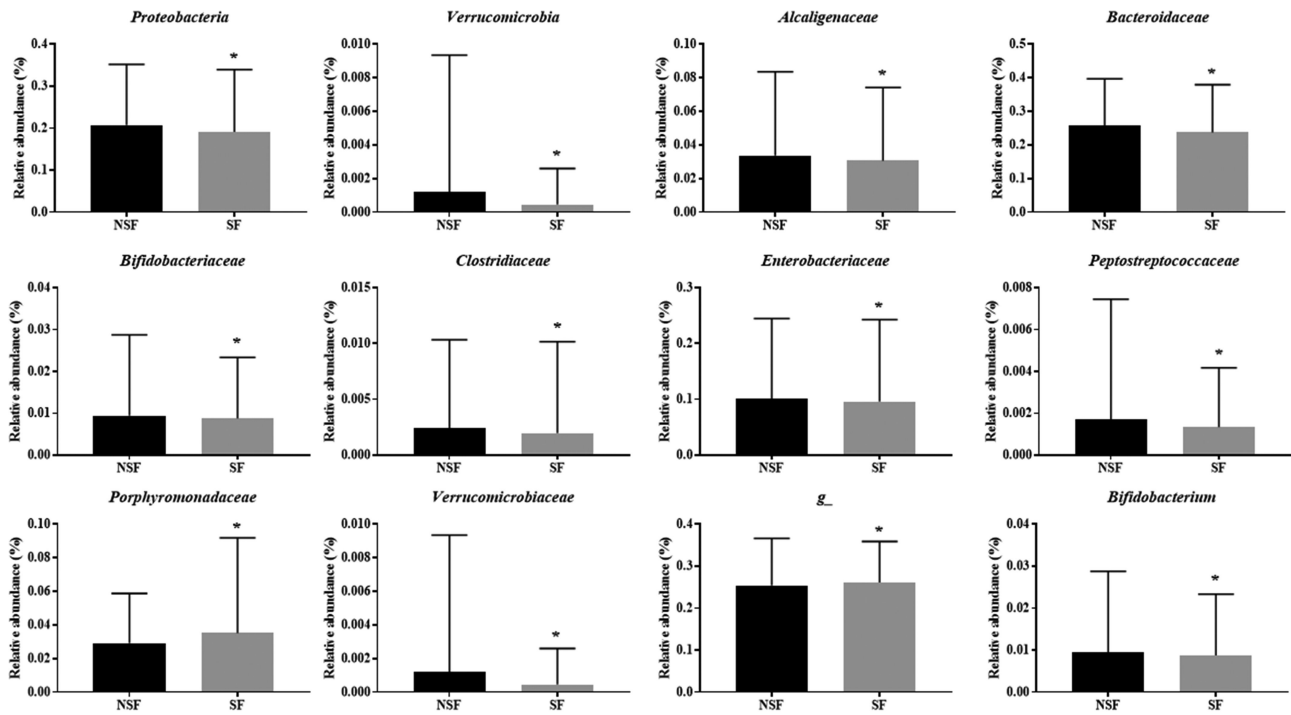 Proteobacteria
Relative abundance (%)
0.4
0.3
0.2
0.1
0.0
*
NSF SF
Verrucomicrobia
Relative abundance (%)
0.010
0.008
0.006
0.004
0.002
0.000
*
NSF SF
Alcaligenaceae
Relative abundance (%)
0.10
0.08
0.06
0.04
0.02
0.00
*
NSF SF
Bacteroidaceae
Relative abundance (%)
0.5
0.4
0.3
0.2
0.1
0.0
*
NSF SF
Bifidobacteriaceae
Relative abundance (%)
0.04
0.03
0.02
0.01
0.00
*
NSF SF
Clostridiaceae
Relative abundance (%)
0.015
0.010
0.005
0.000
*
NSF SF
Enterobacteriaceae
Relative abundance (%)
0.3
0.2
0.1
0.0
*
NSF SF
Peptostreptococcaceae
Relative abundance (%)
0.008
0.006
0.004
0.002
0.000
*
NSF SF
Porphyromonadaceae
Relative abundance (%)
0.10
0.08
0.06
0.04
0.02
0.00
*
NSF SF
Verrucomicrobiaceae
Relative abundance (%)
0.010
0.008
0.006
0.004
0.002
0.000
*
NSF SF
g_
Relative abundance (%)
0.4
0.3
0.2
0.1
0.0
*
NSF SF
Bifidobacterium
Relative abundance (%)
0.04
0.03
0.02
0.01
0.00
*
NSF SF